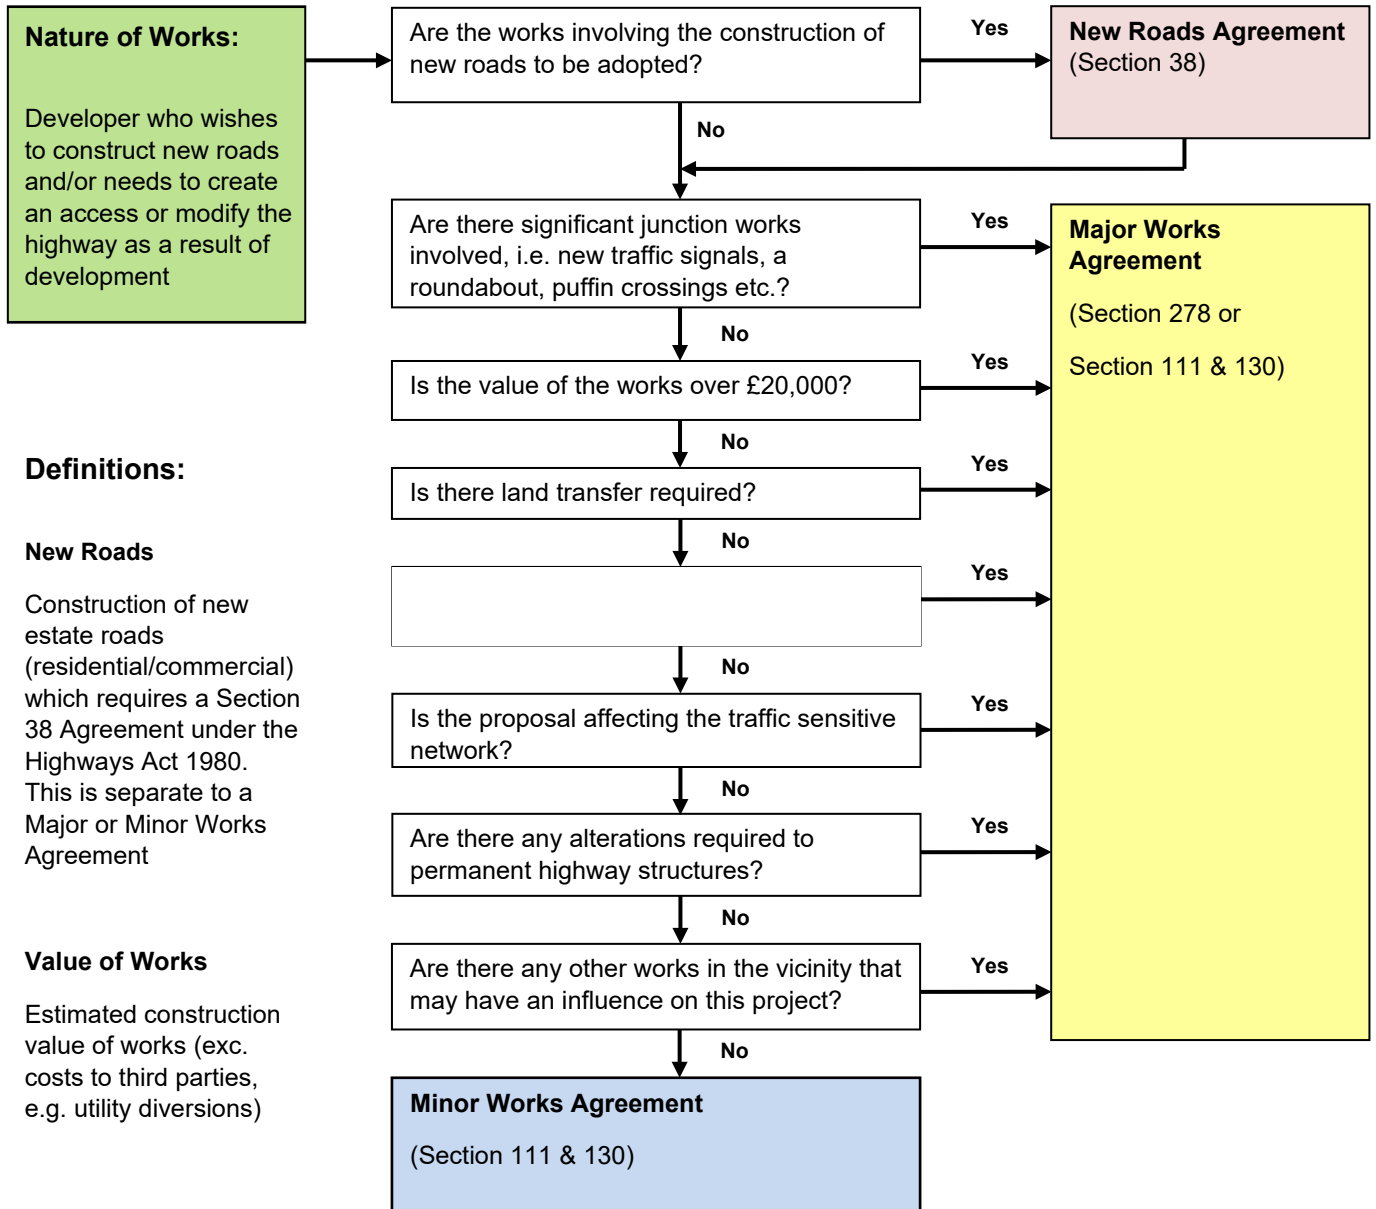 Nature of Works:
Developer who wishes
to construct new roads
and/or needs to create
an access or modify the
highway as a result of
development
Are the works involving the construction of
new roads to be adopted?
Yes
New Roads Agreement
(Section 38)
No
Are there significant junction works
involved, i.e. new traffic signals, a
roundabout, puffin crossings etc.?
Yes
Major Works
Agreement
(Section 278 or
Section 111 & 130)
No
Is the value of the works over £20,000?
Yes
No
Is there land transfer required?
Yes
No
Yes
No
Is the proposal affecting the traffic sensitive
network?
Yes
No
Are there any alterations required to
permanent highway structures?
Yes
No
Are there any other works in the vicinity that
may have an influence on this project?
Yes
No
Minor Works Agreement
(Section 111 & 130)
Definitions:
New Roads
Construction of new
estate roads
(residential/commercial)
which requires a Section
38 Agreement under the
Highways Act 1980.
This is separate to a
Major or Minor Works
Agreement
Value of Works
Estimated construction
value of works (exc.
costs to third parties,
e.g. utility diversions)